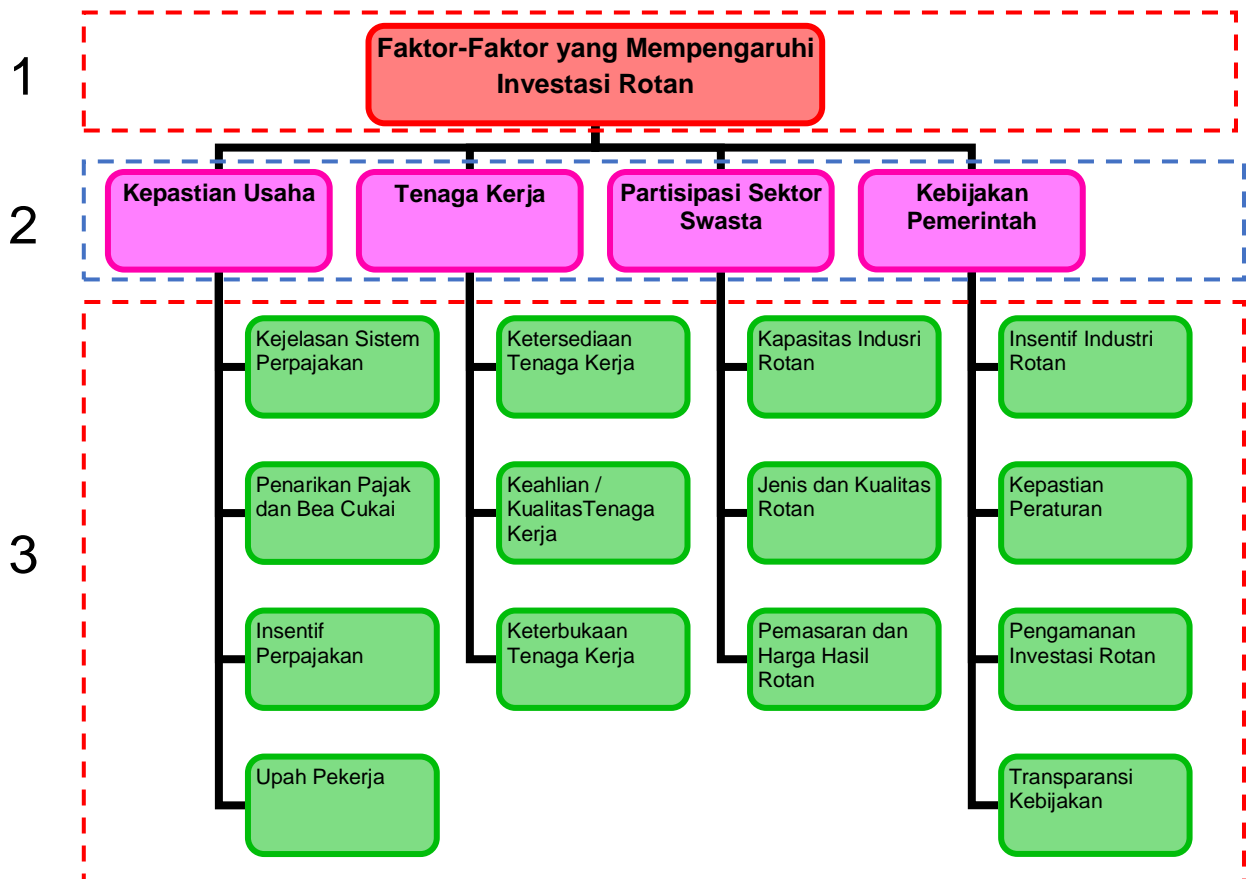 1
Faktor-Faktor yang Mempengaruhi
Investasi Rotan
2
Kepastian Usaha
Tenaga Kerja
Partisipasi Sektor
Swasta
Kebijakan
Pemerintah
3
Kejelasan Sistem
Perpajakan
Ketersediaan
Tenaga Kerja
Kapasitas Indusri
Rotan
Insentif Industri
Rotan
Penarikan Pajak
dan Bea Cukai
Keahlian /
KualitasTenaga
Kerja
Jenis dan Kualitas
Rotan
Kepastian
Peraturan
Insentif
Perpajakan
Keterbukaan
Tenaga Kerja
Pemasaran dan
Harga Hasil
Rotan
Pengamanan
Investasi Rotan
Upah Pekerja
Transparansi
Kebijakan